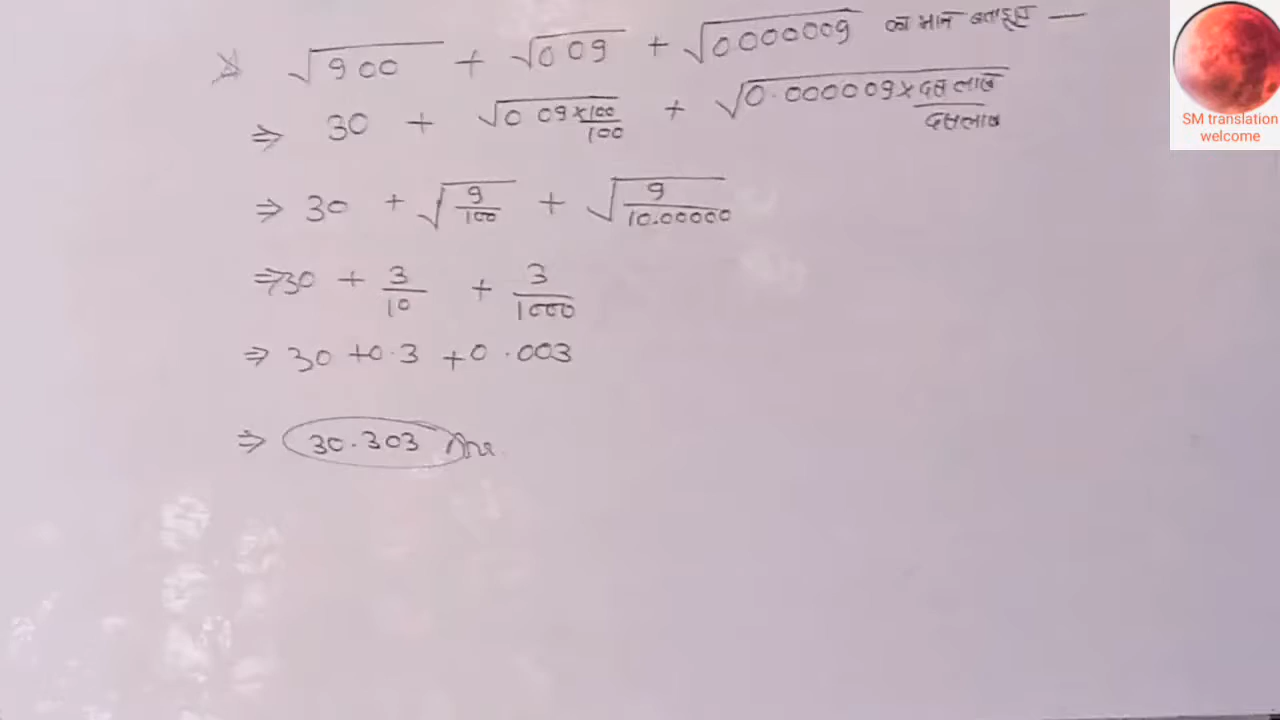 √900 + √0.09 + √0.000009 का मान बताइए —
⇒ 30 + √0.09×100/100 + √0.000009×दस लाख/दस लाख
⇒ 30 + √9/100 + √9/10.00000
⇒ 30 + 3/10 + 3/1000
⇒ 30 + 0.3 + 0.003
⇒ 30.303 Ans.
SM translation
welcome